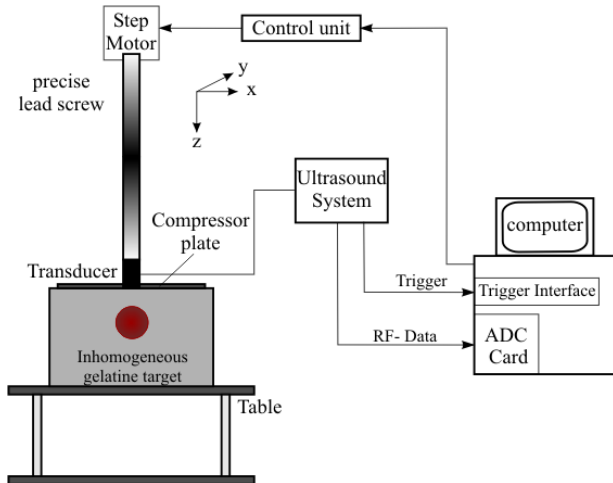 Step
Motor
Control unit
precise
lead screw
y
x
z
Ultrasound
System
computer
Compressor
plate
Transducer
Trigger
Trigger Interface
RF- Data
ADC
Card
Inhomogeneous
gelatine target
Table